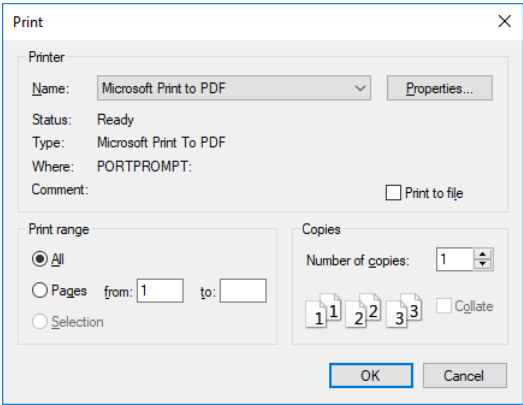 Print
Printer
Name: Microsoft Print to PDF Properties...
Status: Ready
Type: Microsoft Print To PDF
Where: PORTPROMPT:
Comment: Print to file
Print range
All
Pages from: 1 to:
Selection
Copies
Number of copies: 1
1 1 2 2 3 3 Collate
OK Cancel